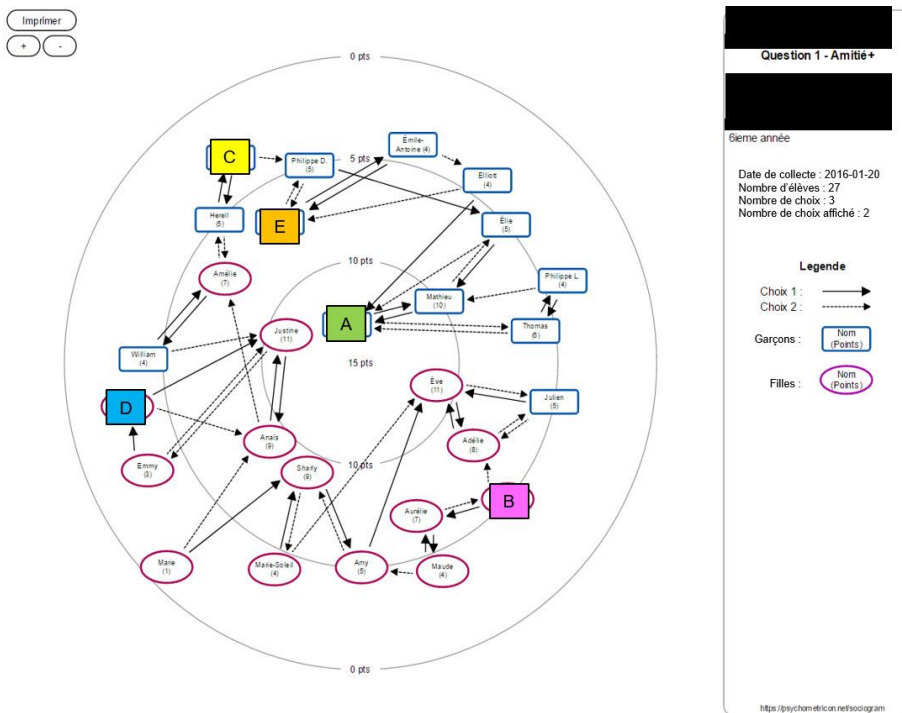 Imprimer
+ -
0 pts
Question 1 - Amitié+
6ieme année
Date de collecte : 2016-01-20
Nombre d'élèves : 27
Nombre de choix : 3
Nombre de choix affiché : 2
Legende
Choix 1 :
Choix 2 :
Garçons :
Nom
(Points)
Filles :
Nom
(Points)
Émile-
Antoine (4)
C
Philippe D.
(5)
5 pts
Elliott
(4)
Herell
(5)
E
Élie
(5)
10 pts
Amélie
(7)
Philippe L.
(4)
Mathieu
(10)
A
Justine
(11)
Thomas
(6)
William
(4)
15 pts
Ève
(11)
D
Julien
(5)
Anaïs
(9)
Adélie
(8)
Emmy
(3)
Sharly
(9)
10 pts
B
Aurélie
(7)
Marie
(1)
Marie-Soleil
(4)
Amy
(5)
Maude
(4)
0 pts
https://psychometricon.net/sociogram